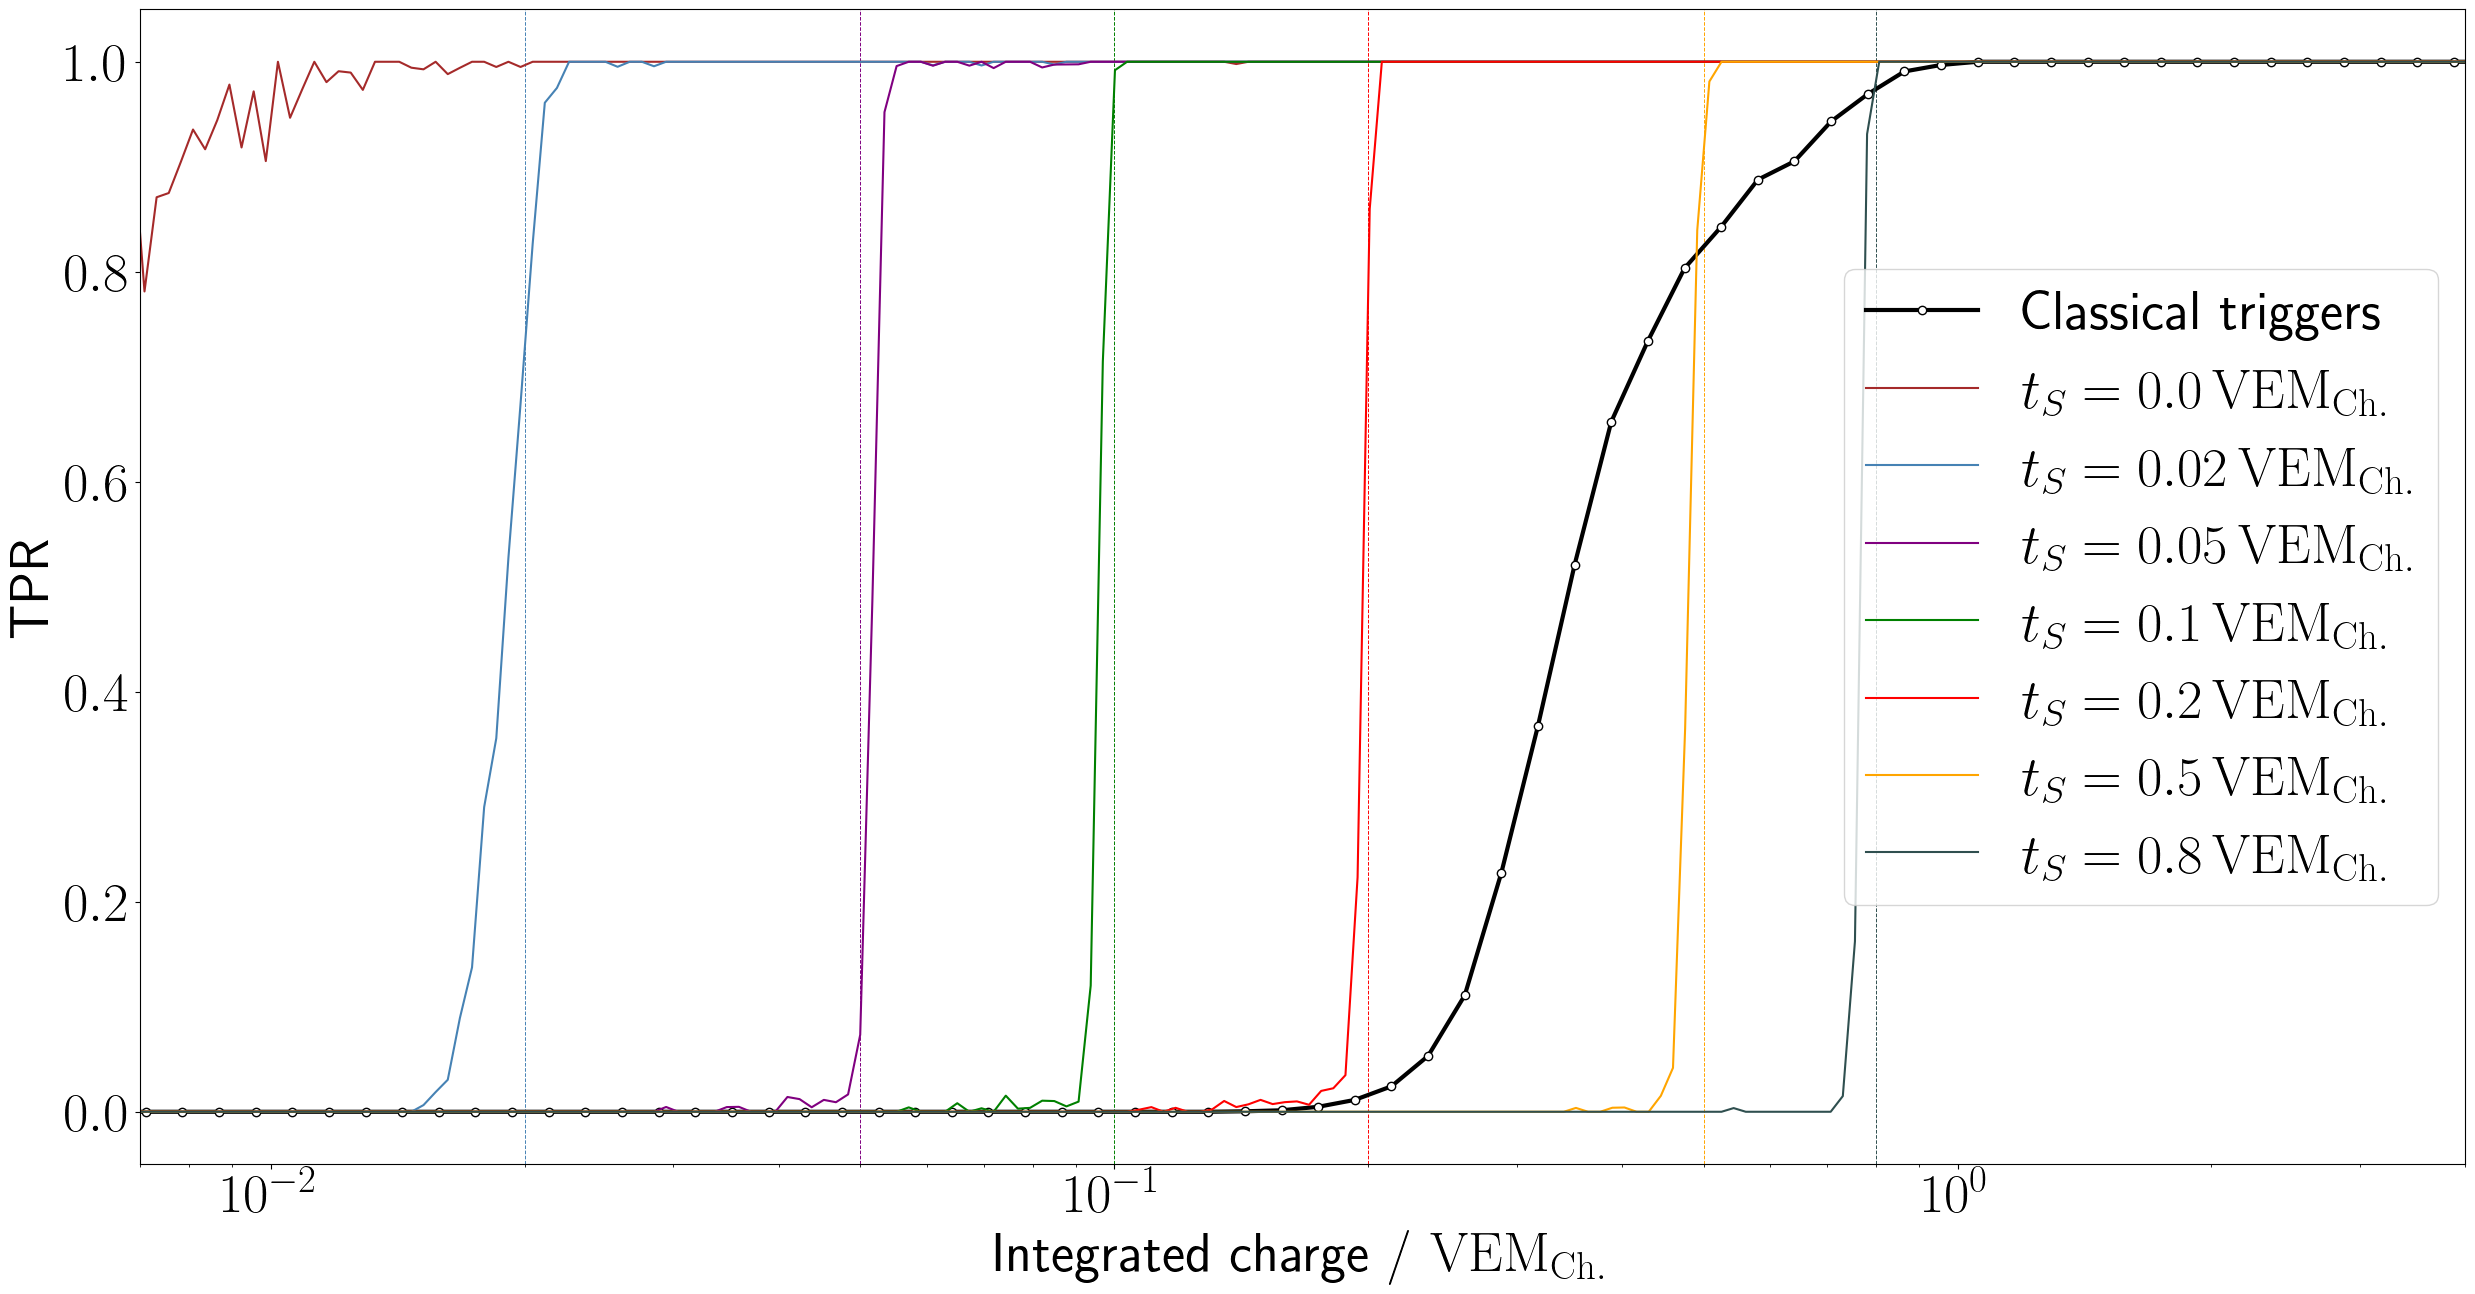 TPR
1.0
0.8
0.6
0.4
0.2
0.0
10⁻²
10⁻¹
10⁰
Integrated charge / VEM_Ch.
Classical triggers
t_S = 0.0 VEM_Ch.
t_S = 0.02 VEM_Ch.
t_S = 0.05 VEM_Ch.
t_S = 0.1 VEM_Ch.
t_S = 0.2 VEM_Ch.
t_S = 0.5 VEM_Ch.
t_S = 0.8 VEM_Ch.